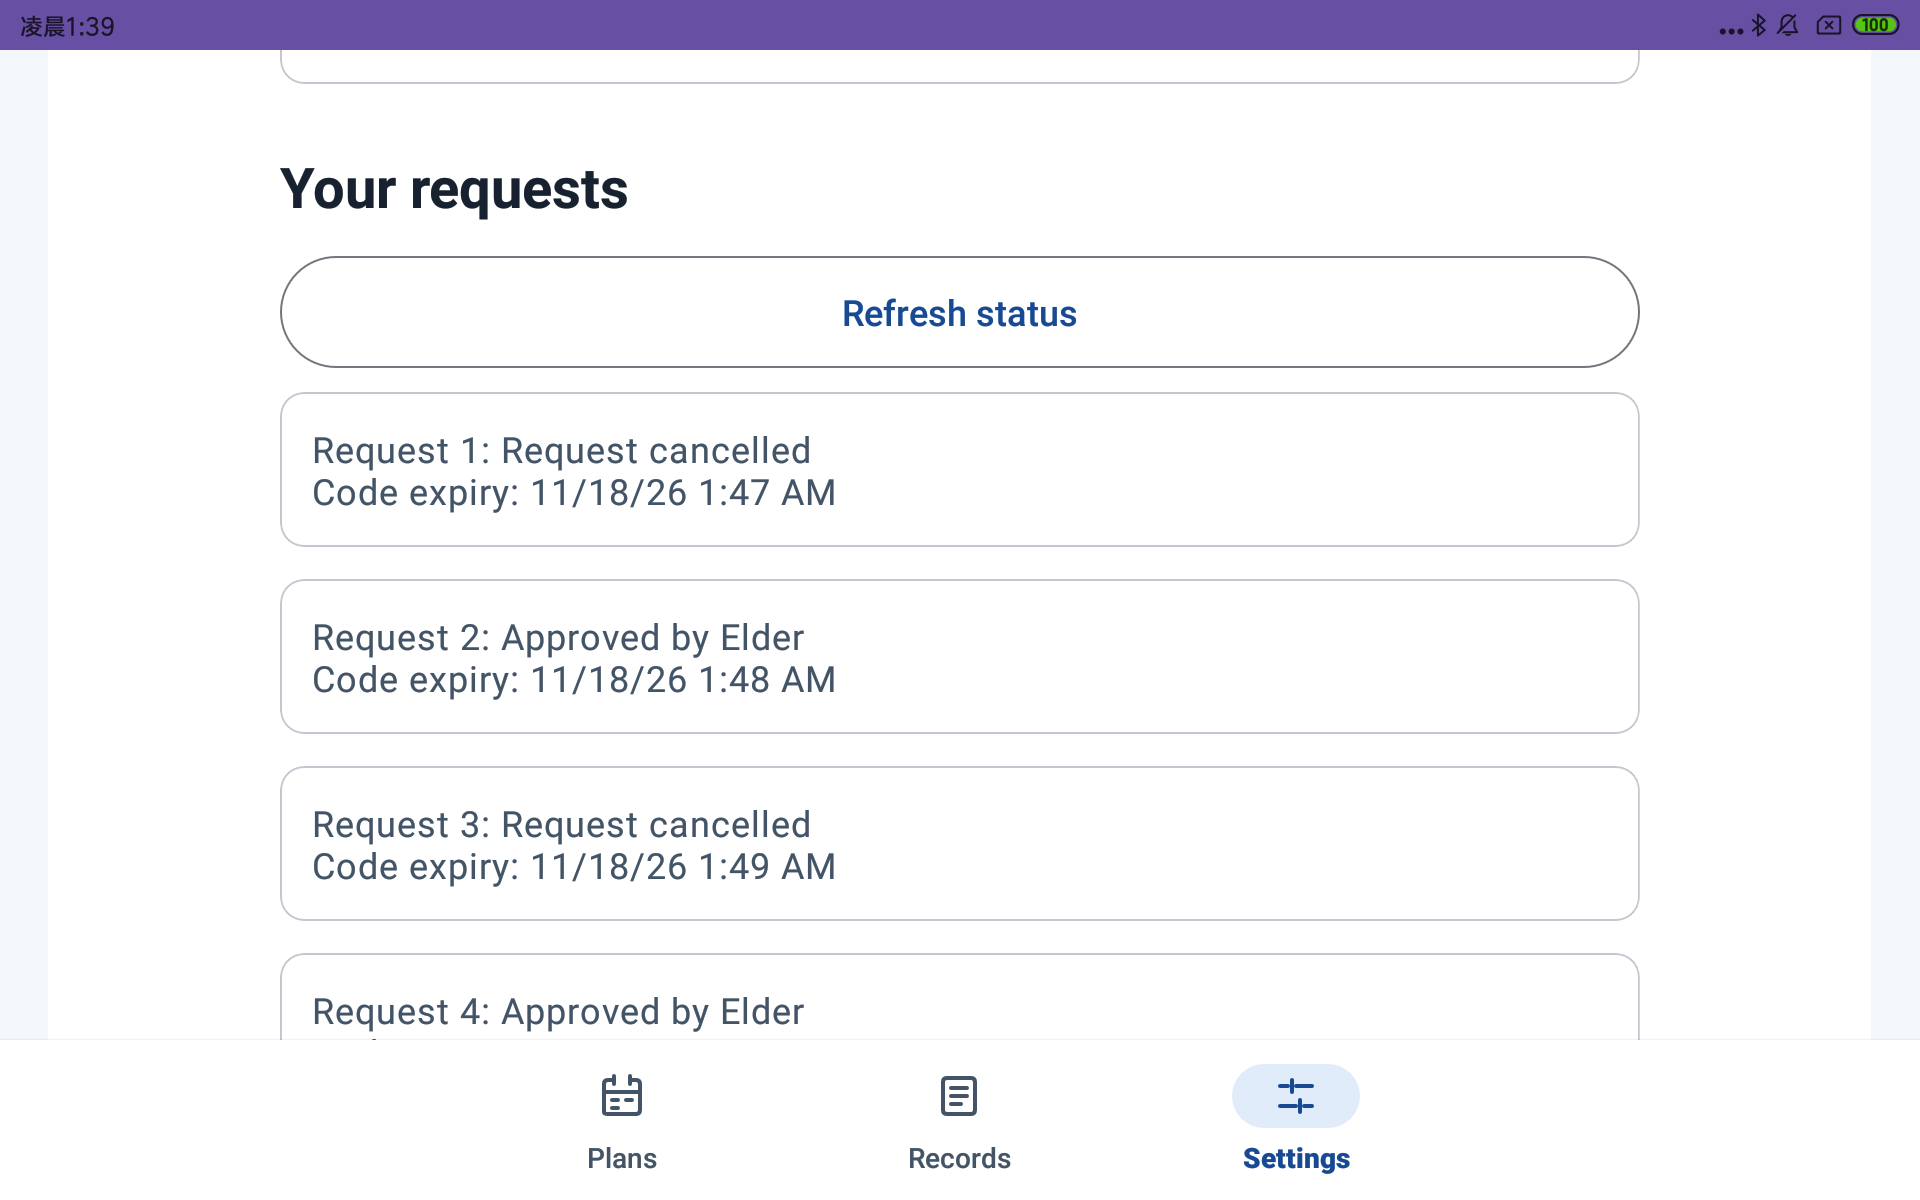 凌晨1:39
100
Your requests
Refresh status
Request 1: Request cancelled
Code expiry: 11/18/26 1:47 AM
Request 2: Approved by Elder
Code expiry: 11/18/26 1:48 AM
Request 3: Request cancelled
Code expiry: 11/18/26 1:49 AM
Request 4: Approved by Elder
Plans
Records
Settings